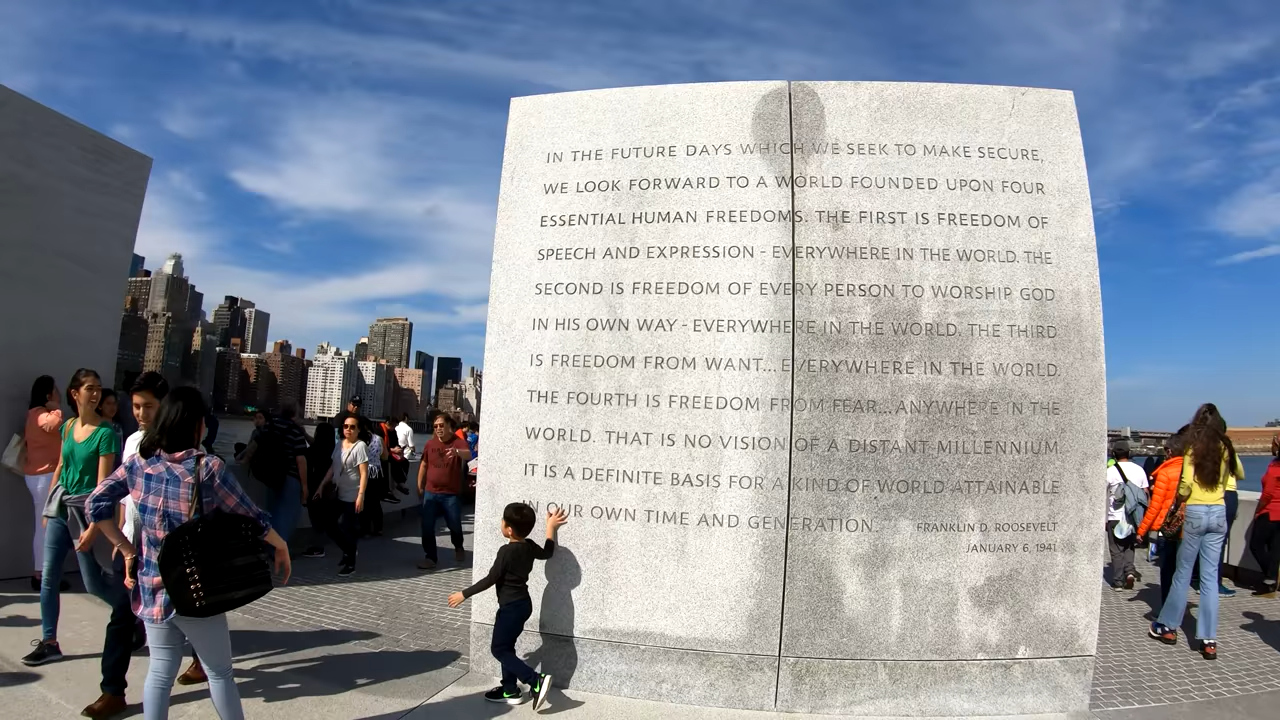 IN THE FUTURE DAYS WHICH WE SEEK TO MAKE SECURE,
WE LOOK FORWARD TO A WORLD FOUNDED UPON FOUR
ESSENTIAL HUMAN FREEDOMS. THE FIRST IS FREEDOM OF
SPEECH AND EXPRESSION - EVERYWHERE IN THE WORLD. THE
SECOND IS FREEDOM OF EVERY PERSON TO WORSHIP GOD
IN HIS OWN WAY - EVERYWHERE IN THE WORLD. THE THIRD
IS FREEDOM FROM WANT... EVERYWHERE IN THE WORLD.
THE FOURTH IS FREEDOM FROM FEAR... ANYWHERE IN THE
WORLD. THAT IS NO VISION OF A DISTANT MILLENNIUM.
IT IS A DEFINITE BASIS FOR A KIND OF WORLD ATTAINABLE
IN OUR OWN TIME AND GENERATION.
FRANKLIN D. ROOSEVELT
JANUARY 6, 1941